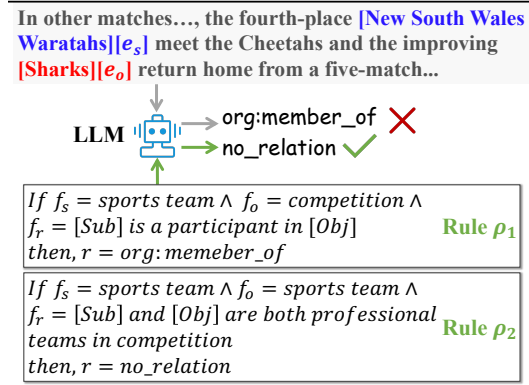 In other matches…, the fourth-place [New South Wales
Waratahs][e_s] meet the Cheetahs and the improving
[Sharks][e_o] return home from a five-match...
LLM
org:member_of
no_relation
If f_s = sports team ∧ f_o = competition ∧
f_r = [Sub] is a participant in [Obj]
then, r = org:memeber_of
Rule ρ₁
If f_s = sports team ∧ f_o = sports team ∧
f_r = [Sub] and [Obj] are both professional
teams in competition
then, r = no_relation
Rule ρ₂